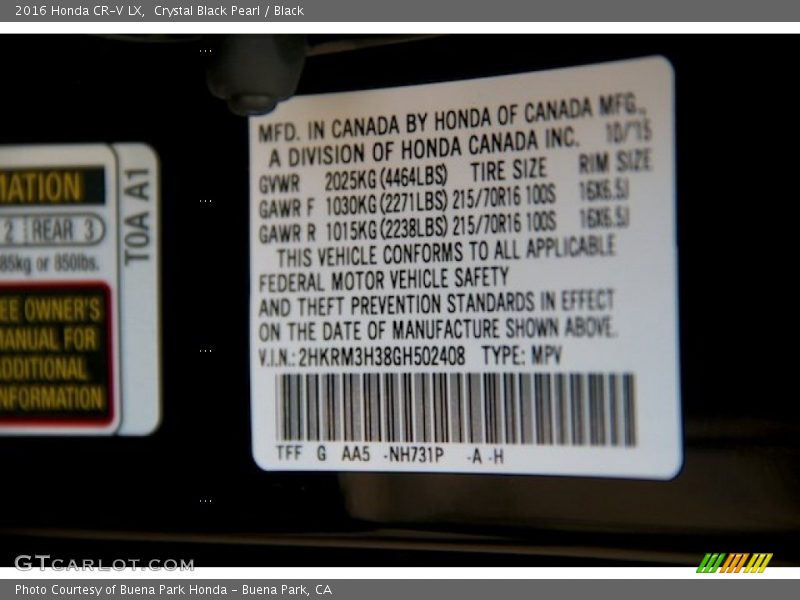 2016 Honda CR-V LX,  Crystal Black Pearl / Black
MATION
2 REAR 3
85kg or 850lbs.
EE OWNER'S
MANUAL FOR
ADDITIONAL
INFORMATION
T0A A1
MFD. IN CANADA BY HONDA OF CANADA MFG.,
A DIVISION OF HONDA CANADA INC. 10/'15
GVWR 2025KG (4464LBS) TIRE SIZE RIM SIZE
GAWR F 1030KG (2271LBS) 215/70R16 100S 16X6.5J
GAWR R 1015KG (2238LBS) 215/70R16 100S 16X6.5J
THIS VEHICLE CONFORMS TO ALL APPLICABLE
FEDERAL MOTOR VEHICLE SAFETY
AND THEFT PREVENTION STANDARDS IN EFFECT
ON THE DATE OF MANUFACTURE SHOWN ABOVE.
V.I.N.: 2HKRM3H38GH502408 TYPE: MPV
TFF G AA5 -NH731P -A -H
GTCARLOT.COM
Photo Courtesy of Buena Park Honda - Buena Park, CA